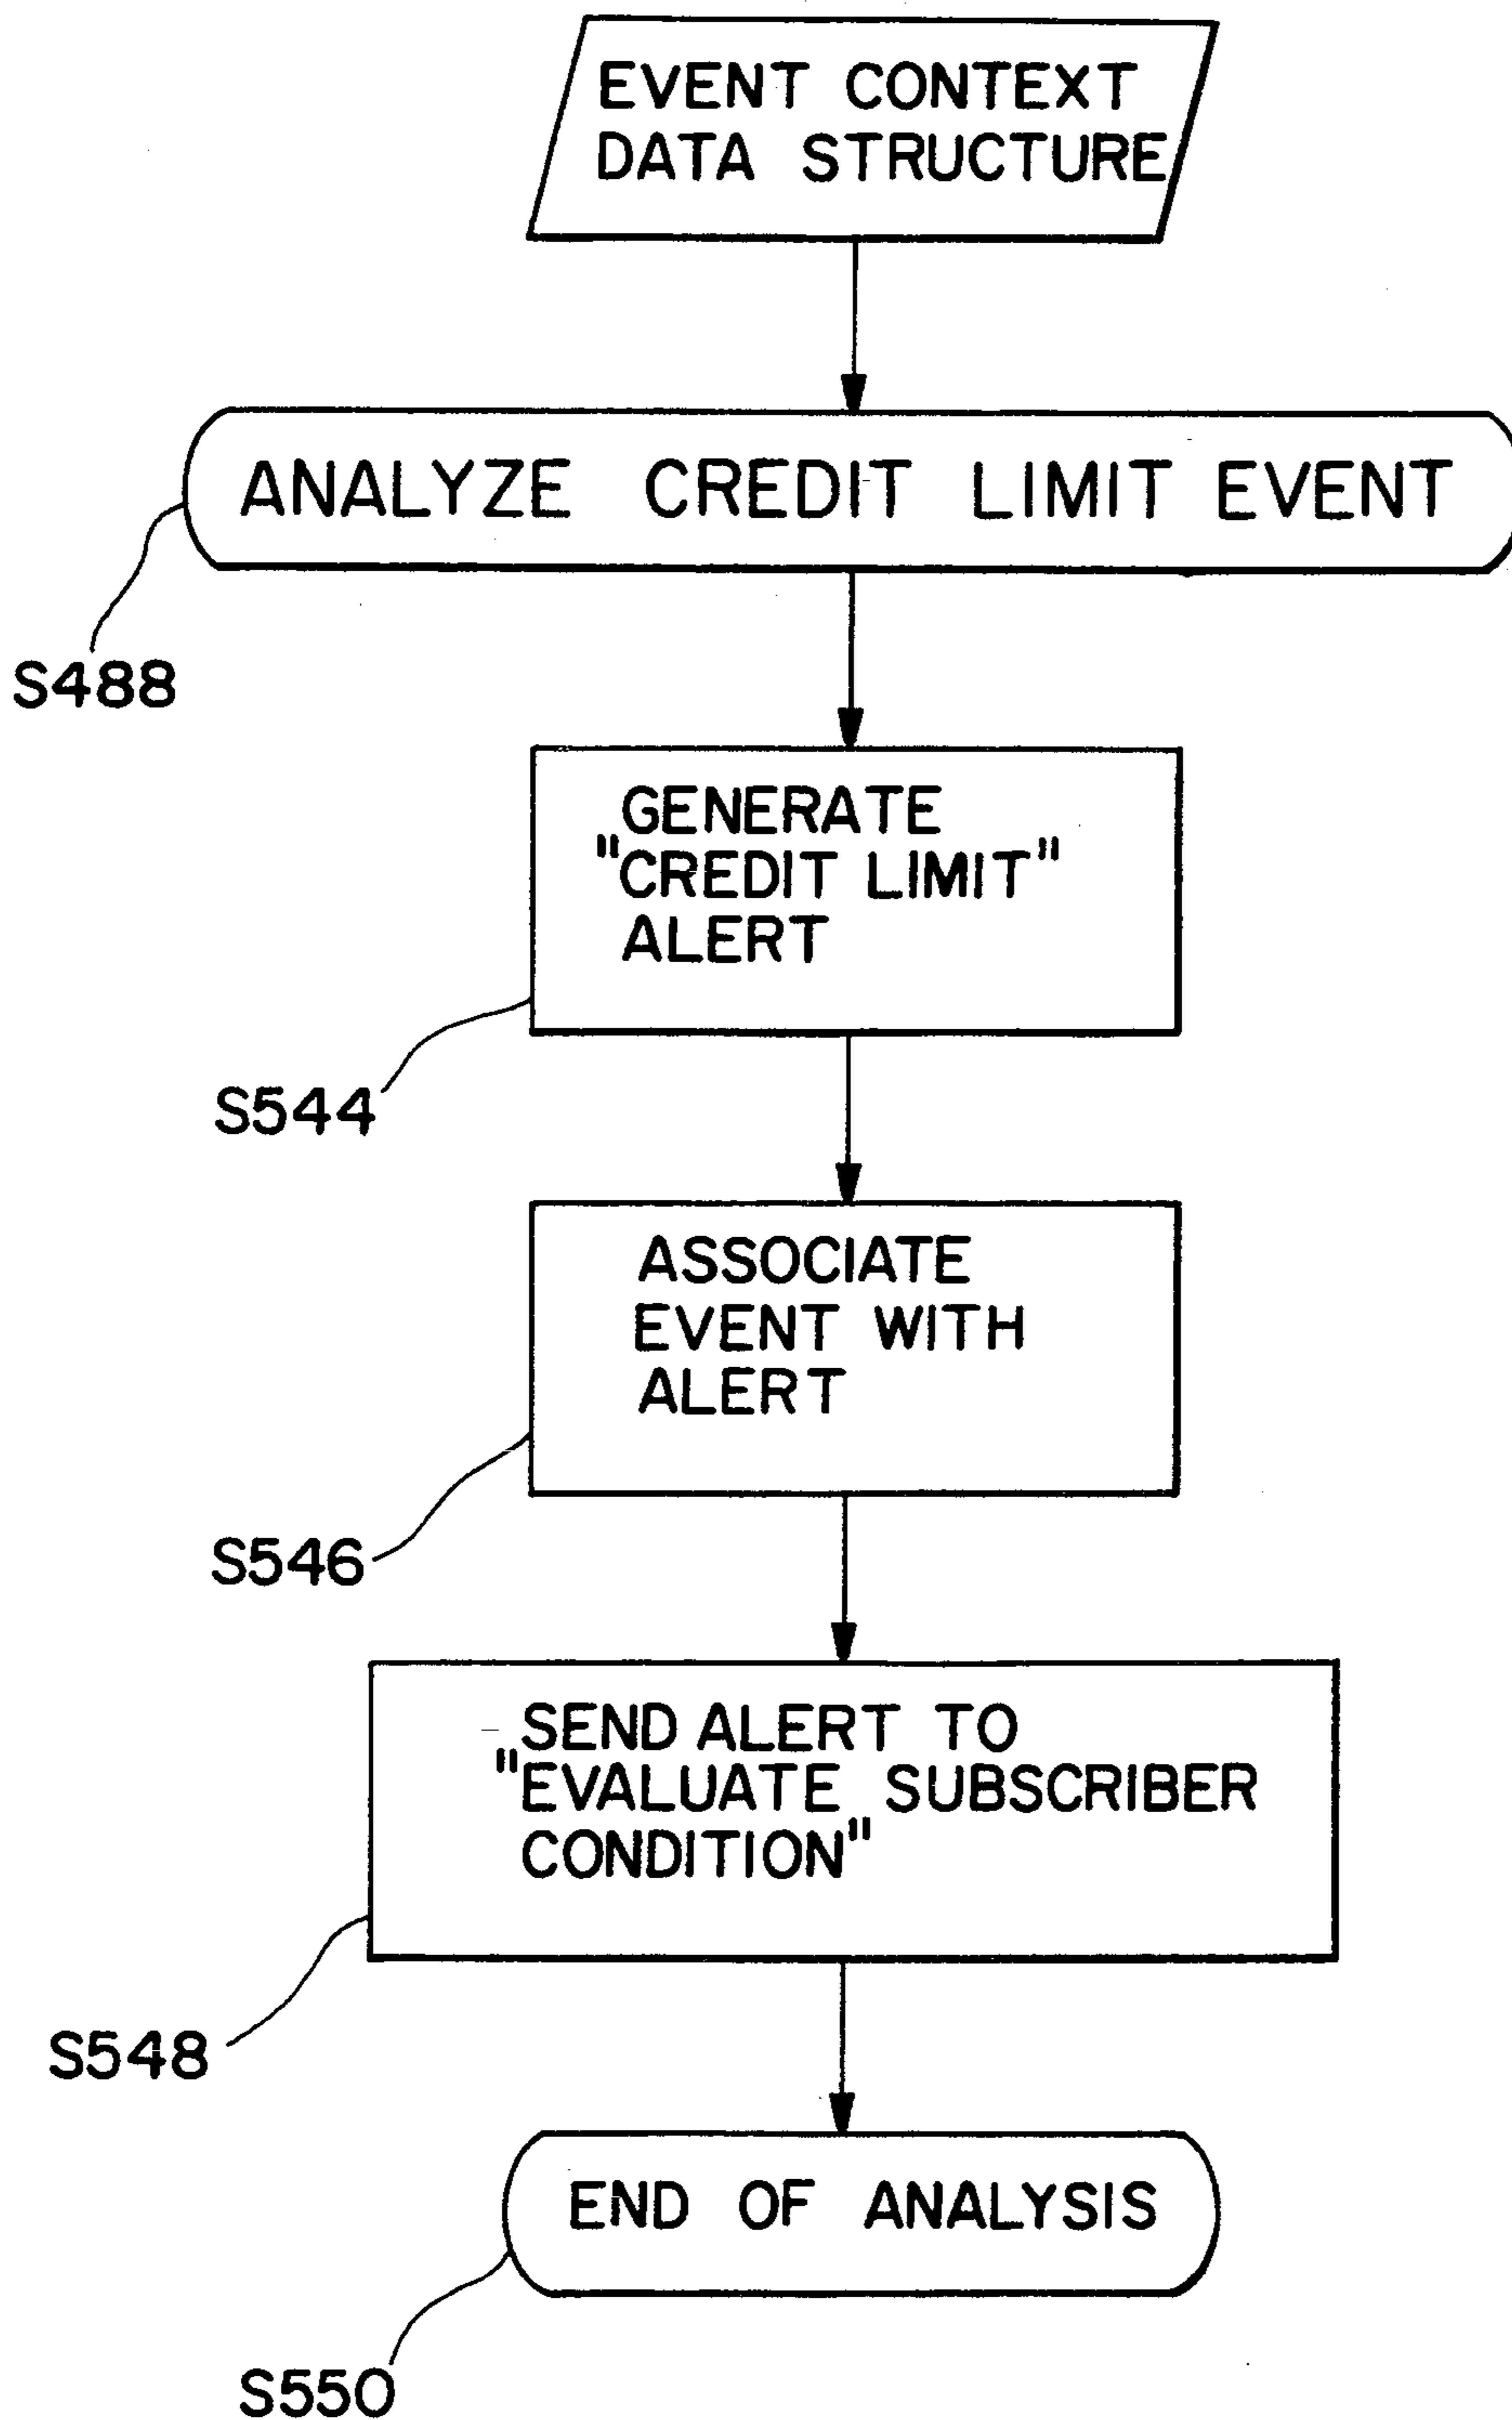 EVENT CONTEXT
DATA STRUCTURE
ANALYZE CREDIT LIMIT EVENT
S488
GENERATE
"CREDIT LIMIT"
ALERT
S544
ASSOCIATE
EVENT WITH
ALERT
S546
SEND ALERT TO
"EVALUATE SUBSCRIBER
CONDITION"
S548
END OF ANALYSIS
S550